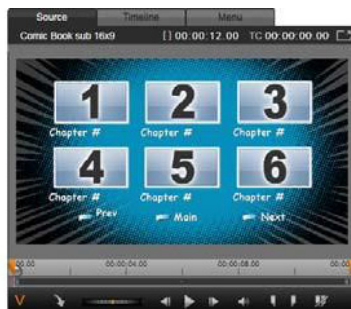 Source Timeline Menu
Comic Book sub 16x9 [ ] 00:00:12.00 TC 00:00:00.00
1 2 3
Chapter # Chapter # Chapter #
4 5 6
Chapter # Chapter # Chapter #
Prev Main Next
00:00:04.00 00:00:08.00
V